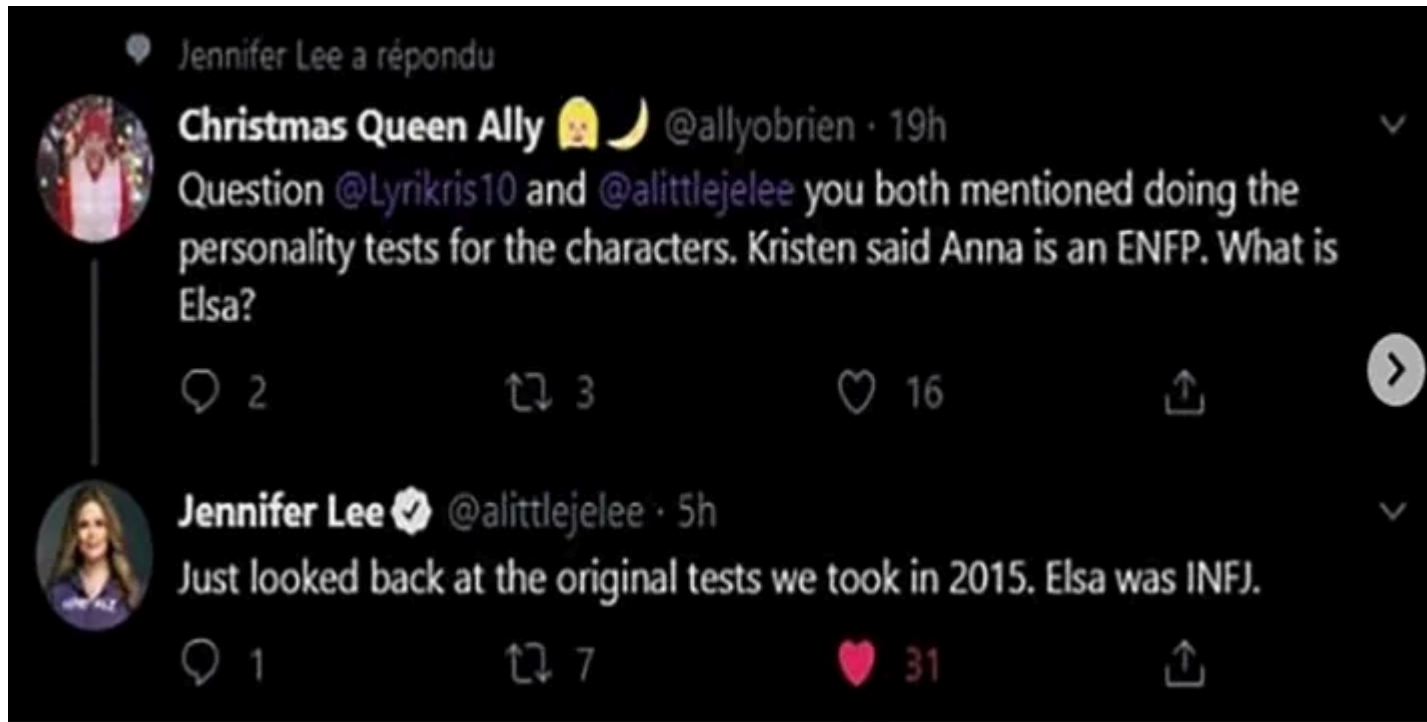 Jennifer Lee a répondu
Christmas Queen Ally @allyobrien · 19h
Question @Lyrikris10 and @alittlejelee you both mentioned doing the
personality tests for the characters. Kristen said Anna is an ENFP. What is
Elsa?
2 3 16
Jennifer Lee @alittlejelee · 5h
Just looked back at the original tests we took in 2015. Elsa was INFJ.
1 7 31